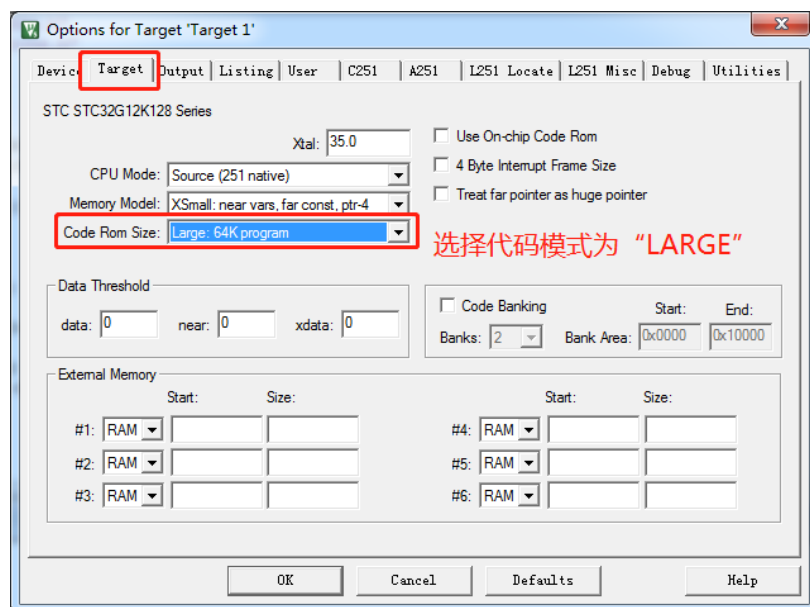 Options for Target 'Target 1'
Device Target Output Listing User C251 A251 L251 Locate L251 Misc Debug Utilities
STC STC32G12K128 Series
Xtal: 35.0
Use On-chip Code Rom
CPU Mode: Source (251 native)
4 Byte Interrupt Frame Size
Memory Model: XSmall: near vars, far const, ptr-4
Treat far pointer as huge pointer
Code Rom Size: Large: 64K program
选择代码模式为“LARGE”
Data Threshold
data: 0 near: 0 xdata: 0
Code Banking Start: End:
Banks: 2 Bank Area: 0x0000 0x10000
External Memory
Start: Size: Start: Size:
#1: RAM #4: RAM
#2: RAM #5: RAM
#3: RAM #6: RAM
OK Cancel Defaults Help